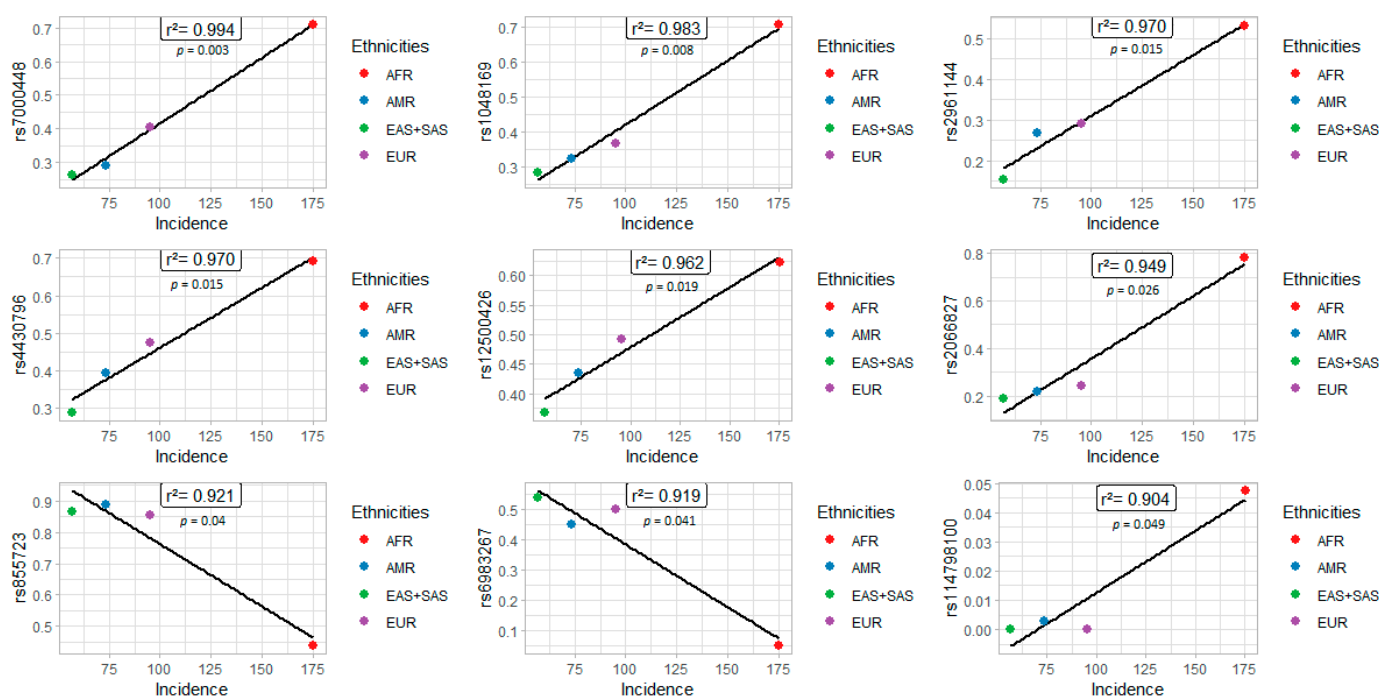 r²= 0.994
p = 0.003
rs7000448
0.7
0.6
0.5
0.4
0.3
75 100 125 150 175
Incidence
Ethnicities
AFR
AMR
EAS+SAS
EUR
r²= 0.983
p = 0.008
rs1048169
0.7
0.6
0.5
0.4
0.3
75 100 125 150 175
Incidence
Ethnicities
AFR
AMR
EAS+SAS
EUR
r²= 0.970
p = 0.015
rs2961144
0.5
0.4
0.3
0.2
75 100 125 150 175
Incidence
Ethnicities
AFR
AMR
EAS+SAS
EUR
r²= 0.970
p = 0.015
rs4430796
0.7
0.6
0.5
0.4
0.3
75 100 125 150 175
Incidence
Ethnicities
AFR
AMR
EAS+SAS
EUR
r²= 0.962
p = 0.019
rs12500426
0.60
0.55
0.50
0.45
0.40
75 100 125 150 175
Incidence
Ethnicities
AFR
AMR
EAS+SAS
EUR
r²= 0.949
p = 0.026
rs2066827
0.8
0.6
0.4
0.2
75 100 125 150 175
Incidence
Ethnicities
AFR
AMR
EAS+SAS
EUR
r²= 0.921
p = 0.04
rs855723
0.9
0.8
0.7
0.6
0.5
75 100 125 150 175
Incidence
Ethnicities
AFR
AMR
EAS+SAS
EUR
r²= 0.919
p = 0.041
rs6983267
0.5
0.4
0.3
0.2
0.1
75 100 125 150 175
Incidence
Ethnicities
AFR
AMR
EAS+SAS
EUR
r²= 0.904
p = 0.049
rs114798100
0.05
0.04
0.03
0.02
0.01
0.00
75 100 125 150 175
Incidence
Ethnicities
AFR
AMR
EAS+SAS
EUR